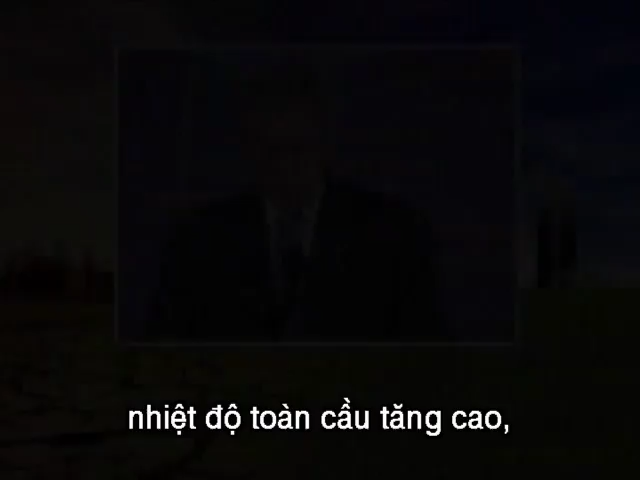 nhiệt độ toàn cầu tăng cao,